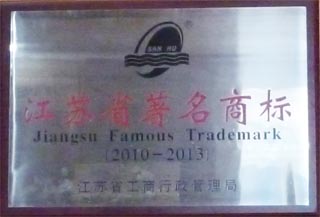 SAN HU
江苏省著名商标
Jiangsu Famous Trademark
(2010-2013)
江苏省工商行政管理局